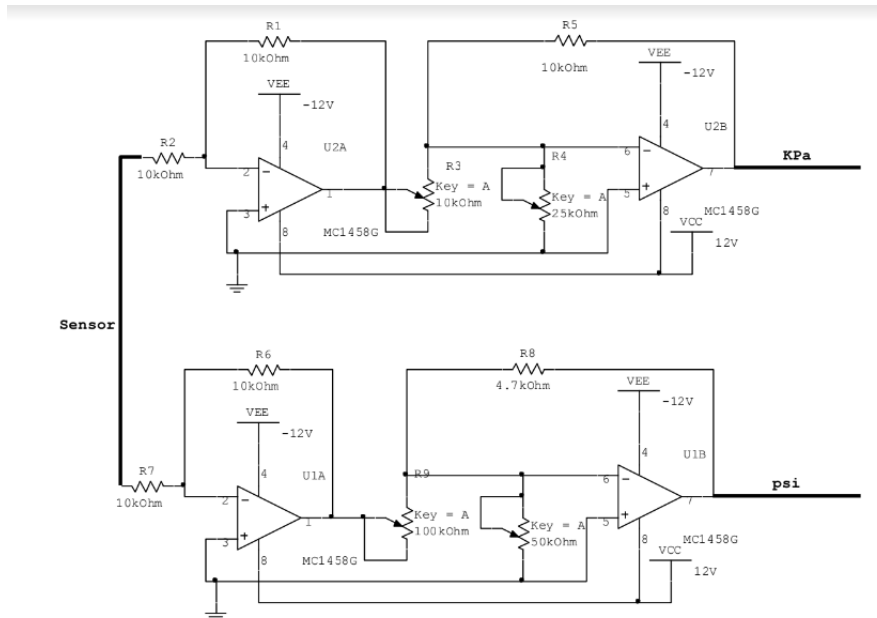 R1
10kOhm
VEE
-12V
4
U2A
R2
10kOhm
2
3
1
8
MC1458G
R3
Key = A
10kOhm
R5
10kOhm
VEE
-12V
4
U2B
R4
Key = A
25kOhm
6
5
7
8
MC1458G
VCC
12V
KPa
Sensor
R6
10kOhm
VEE
-12V
4
U1A
R7
10kOhm
2
3
1
8
MC1458G
R9
Key = A
100kOhm
R8
4.7kOhm
VEE
-12V
4
U1B
Key = A
50kOhm
6
5
7
8
MC1458G
VCC
12V
psi